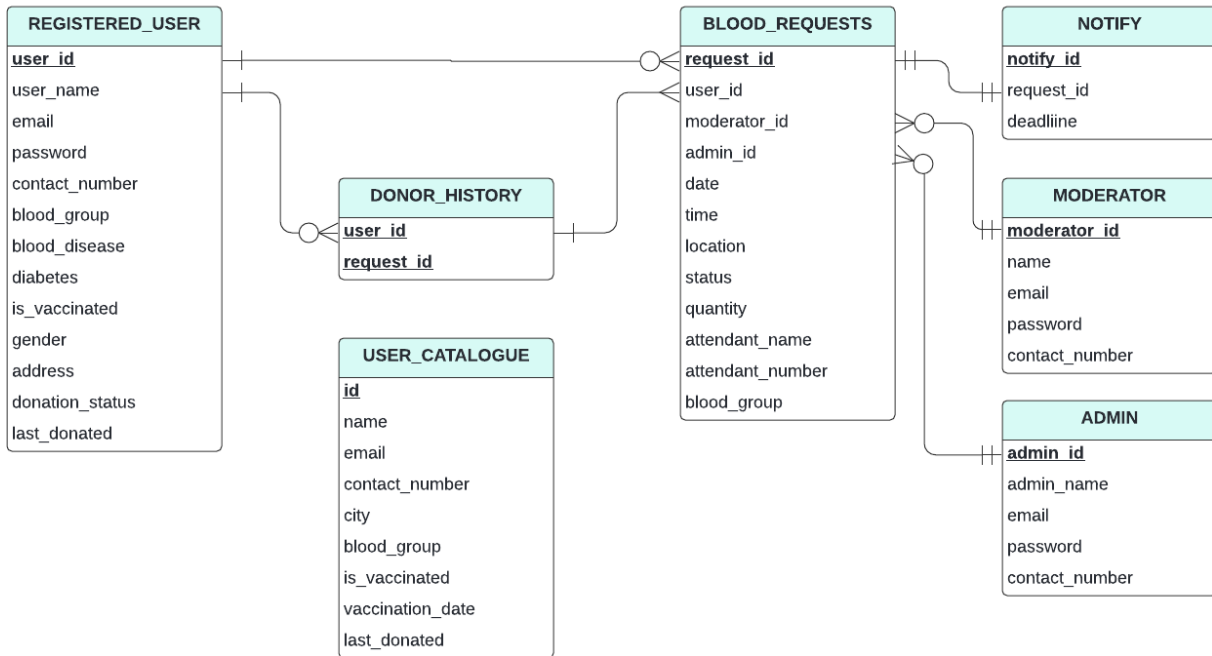 REGISTERED_USER
user_id
user_name
email
password
contact_number
blood_group
blood_disease
diabetes
is_vaccinated
gender
address
donation_status
last_donated
DONOR_HISTORY
user_id
request_id
USER_CATALOGUE
id
name
email
contact_number
city
blood_group
is_vaccinated
vaccination_date
last_donated
BLOOD_REQUESTS
request_id
user_id
moderator_id
admin_id
date
time
location
status
quantity
attendant_name
attendant_number
blood_group
NOTIFY
notify_id
request_id
deadliine
MODERATOR
moderator_id
name
email
password
contact_number
ADMIN
admin_id
admin_name
email
password
contact_number